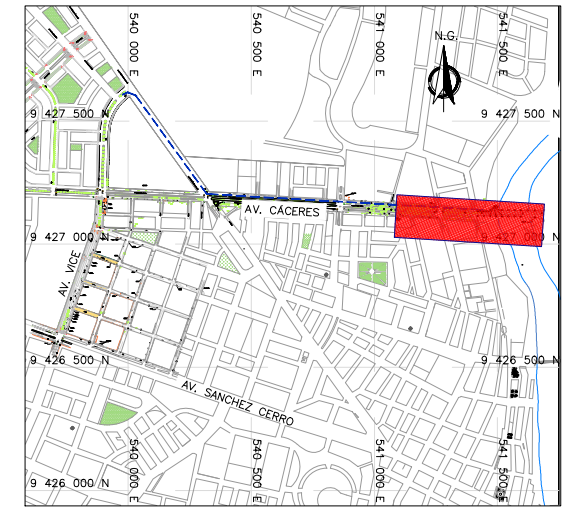 540 000 E
540 500 E
541 000 E
541 500 E
N.G.
9 427 500 N
9 427 500 N
AV. CACERES
9 427 000 N
9 427 000 N
AV. VICE
9 426 500 N
9 426 500 N
AV. SANCHEZ CERRO
540 000 E
540 500 E
541 000 E
541 500 E
9 426 000 N